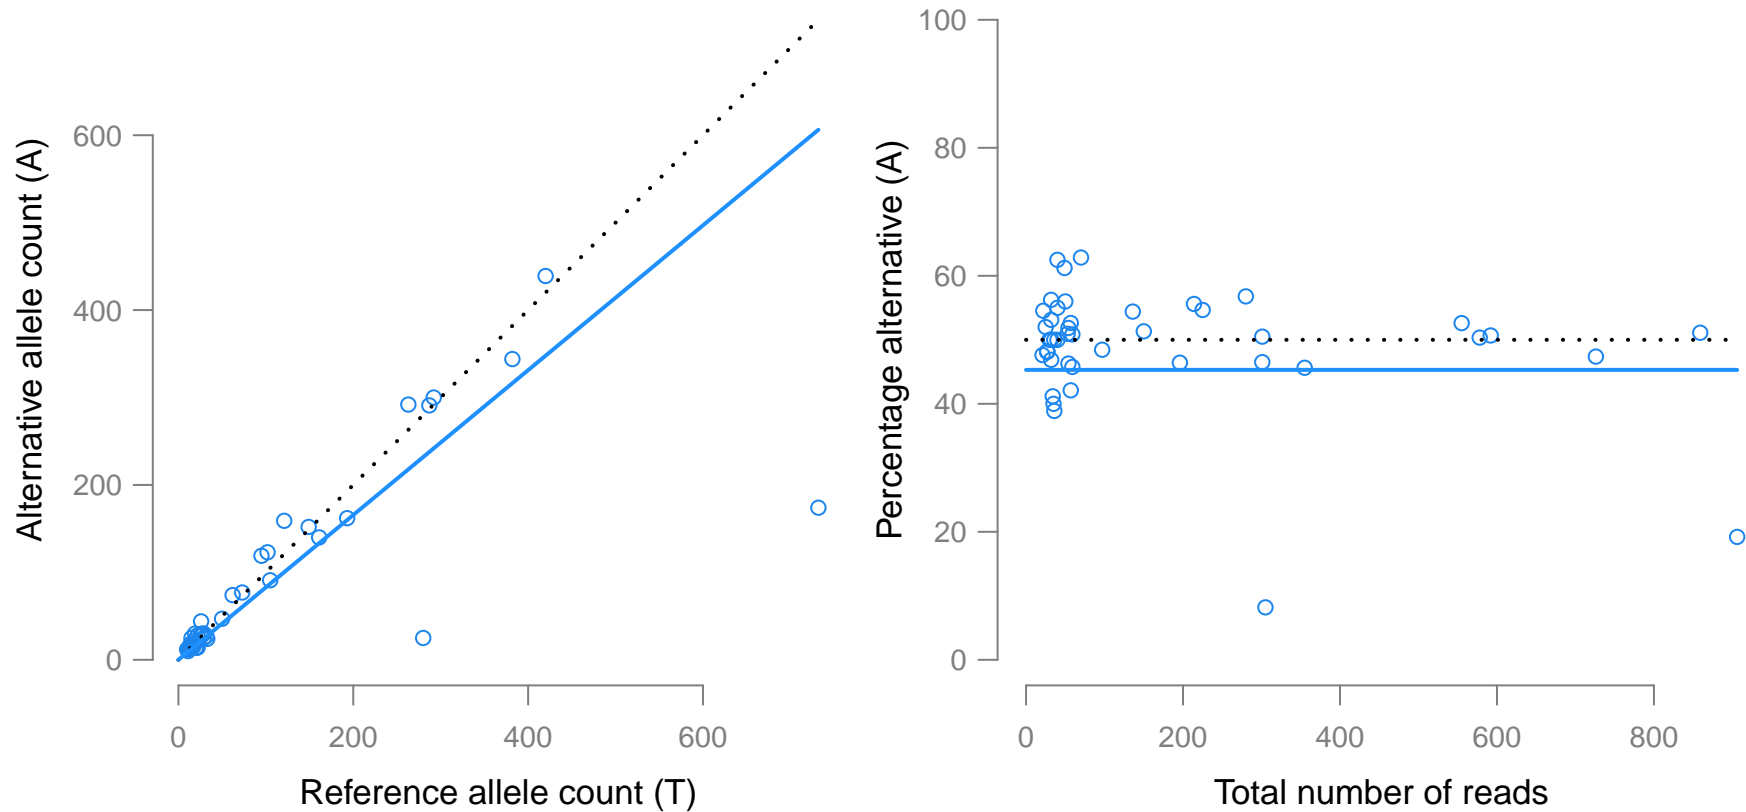 Alternative allele count (A)
600
400
200
0
0 200 400 600
Reference allele count (T)
Percentage alternative (A)
100
80
60
40
20
0
0 200 400 600 800
Total number of reads